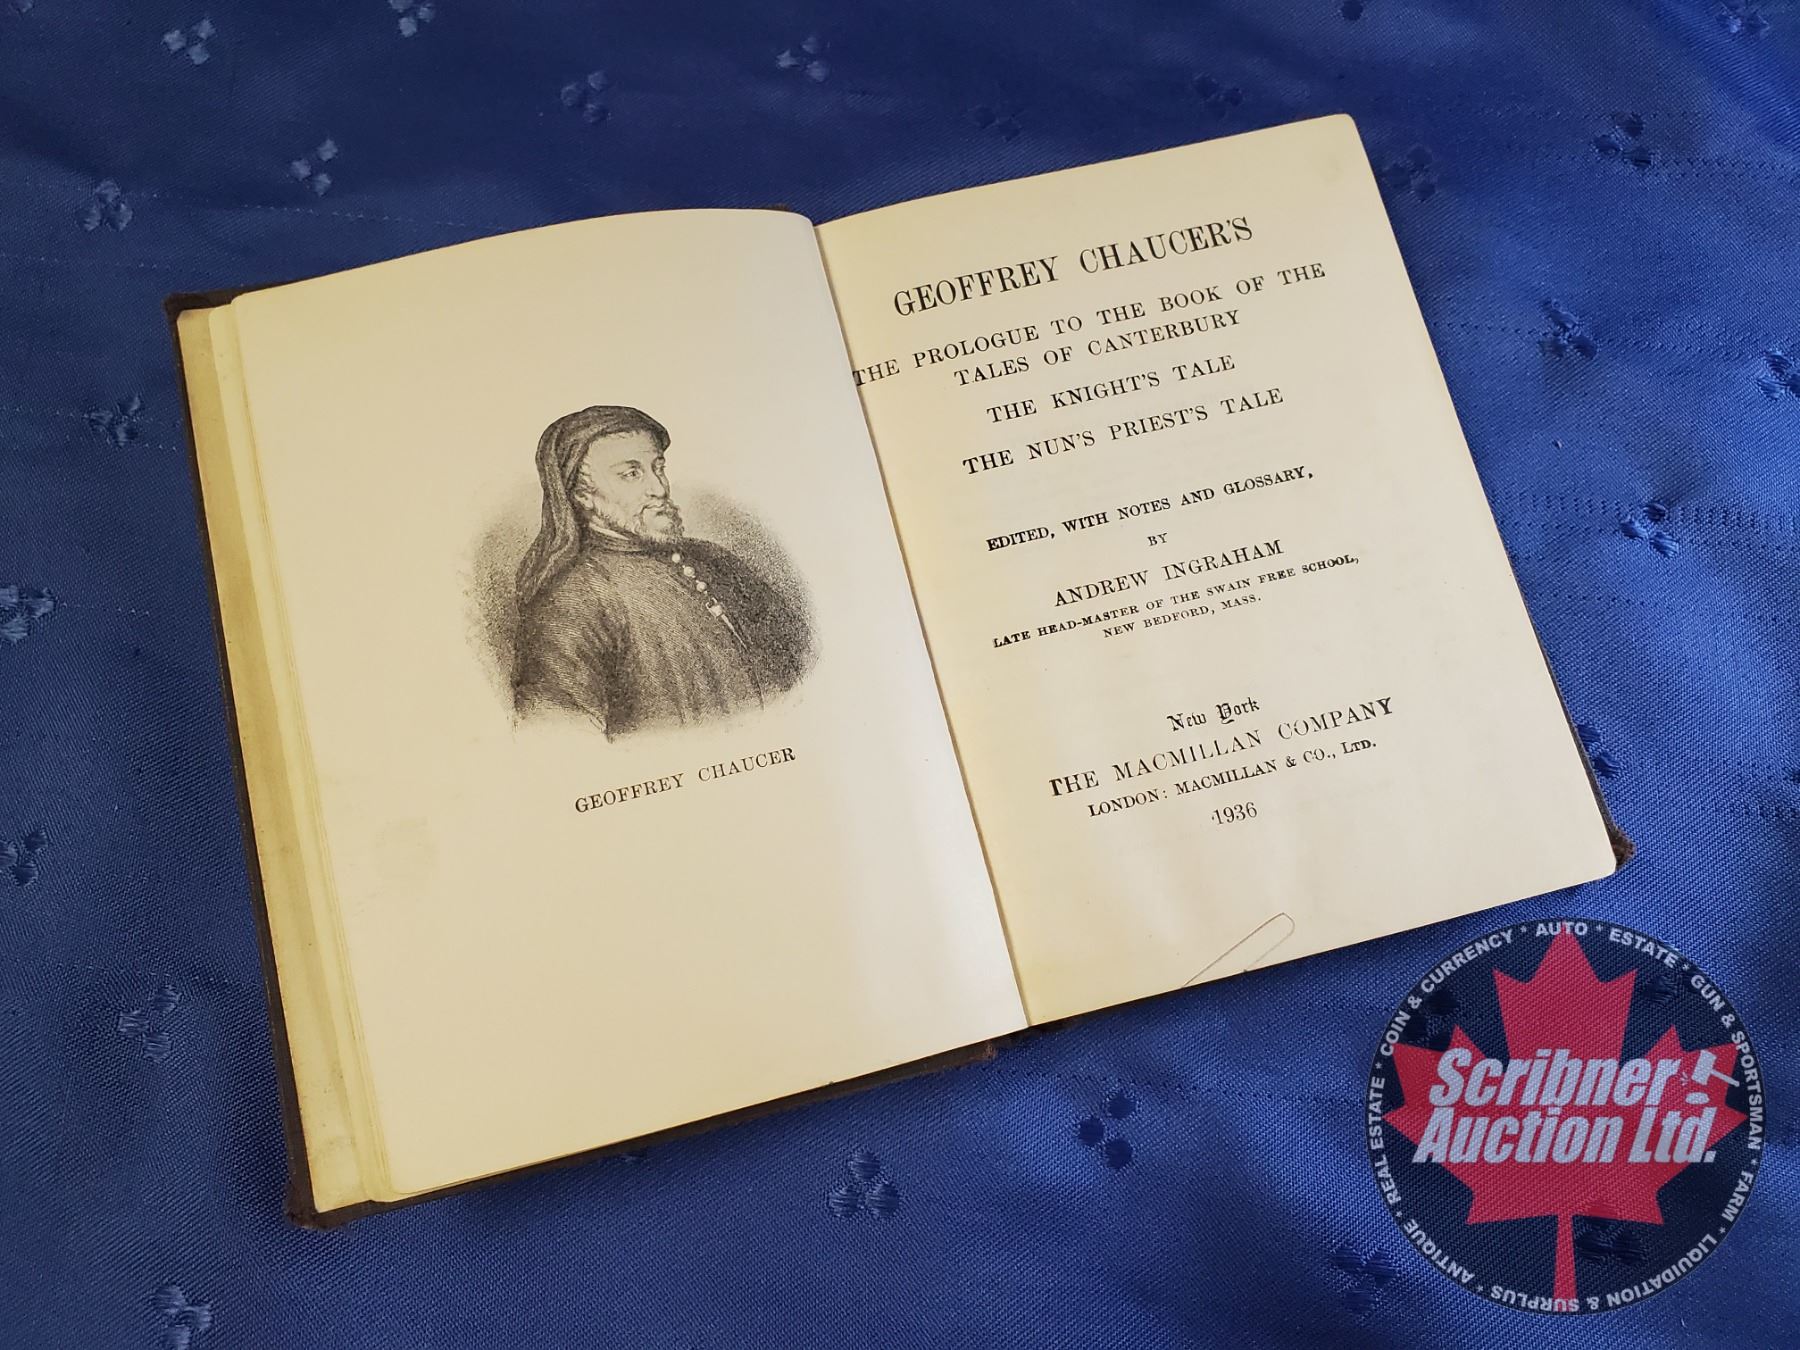 GEOFFREY CHAUCER
GEOFFREY CHAUCER'S
THE PROLOGUE TO THE BOOK OF THE
TALES OF CANTERBURY
THE KNIGHT'S TALE
THE NUN'S PRIEST'S TALE
EDITED, WITH NOTES AND GLOSSARY,
BY
ANDREW INGRAHAM
LATE HEAD-MASTER OF THE SWAIN FREE SCHOOL,
NEW BEDFORD, MASS.
New York
THE MACMILLAN COMPANY
LONDON: MACMILLAN & CO., LTD.
1936
Scribner
Auction Ltd.
ANTIQUE * REAL ESTATE * COIN & CURRENCY * AUTO * ESTATE * GUN & SPORTSMAN * FARM * LIQUIDATION & SURPLUS *